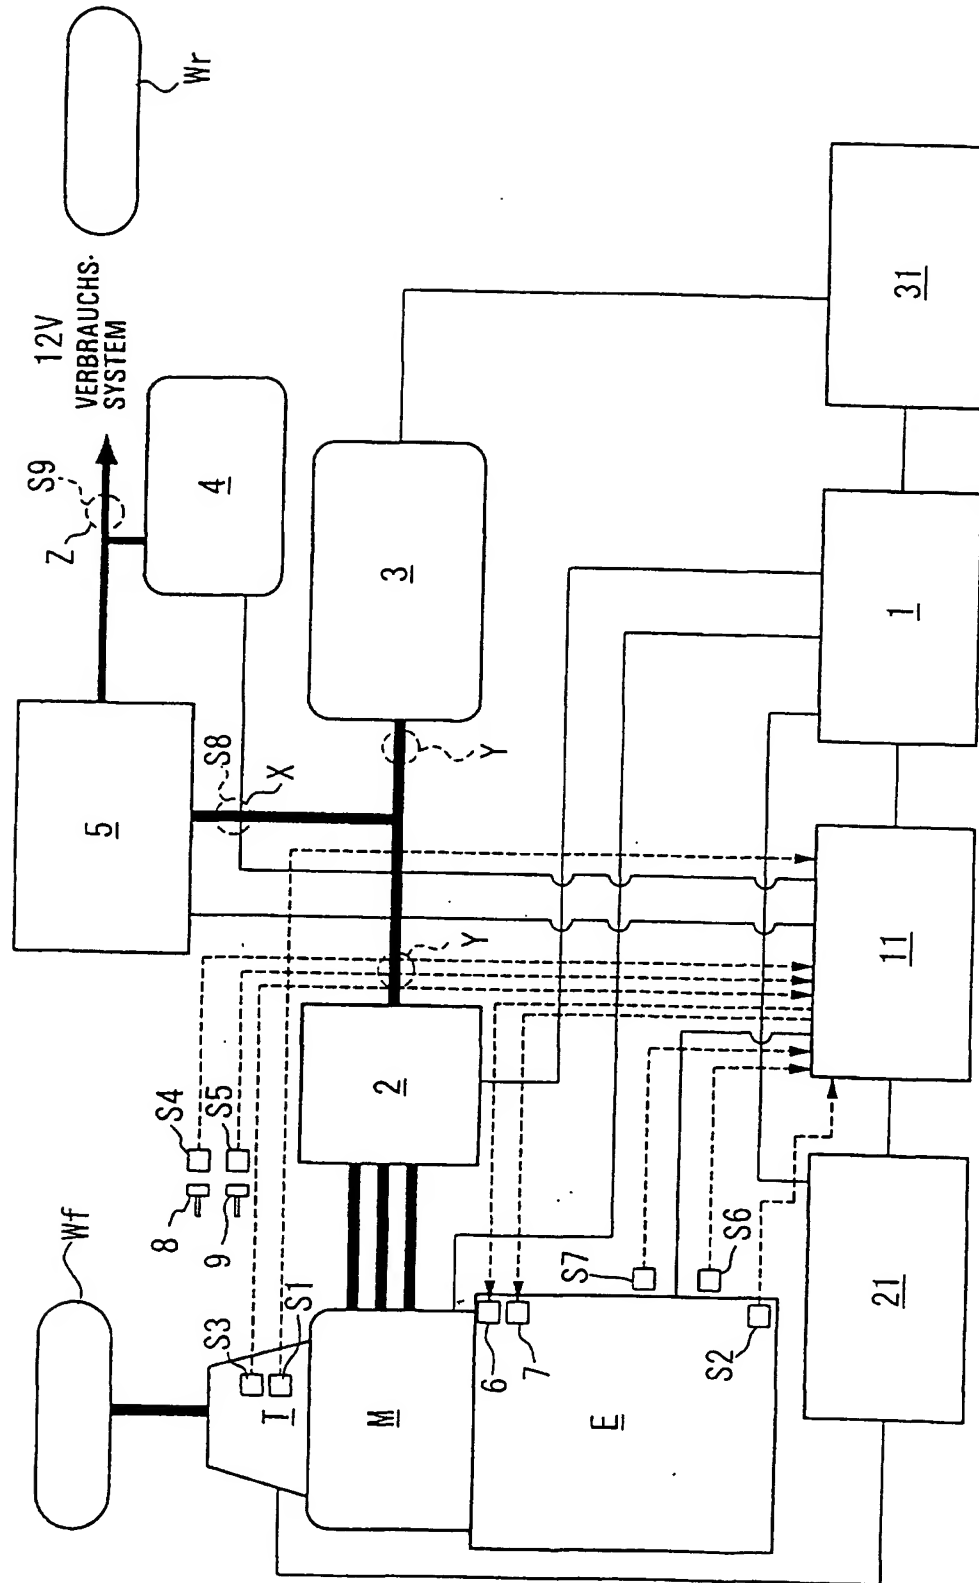 Wf
Wr
12V
VERBRAUCHS-
SYSTEM
S9
Z
4
5
S8
X
3
Y
Y
8
S4
9
S5
2
S3
S1
T
M
E
6
7
S7
S6
S2
21
11
1
31